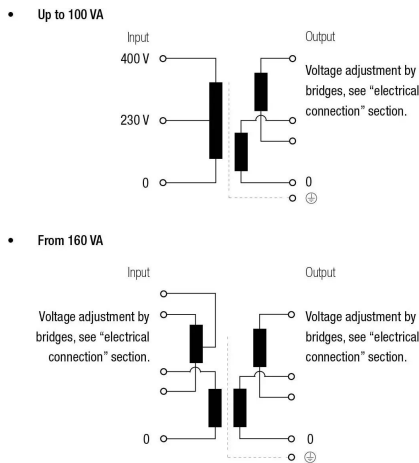 • Up to 100 VA
Input Output
400 V
Voltage adjustment by
bridges, see “electrical
connection” section.
230 V
0 0
• From 160 VA
Input Output
Voltage adjustment by Voltage adjustment by
bridges, see “electrical bridges, see “electrical
connection” section. connection” section.
0 0